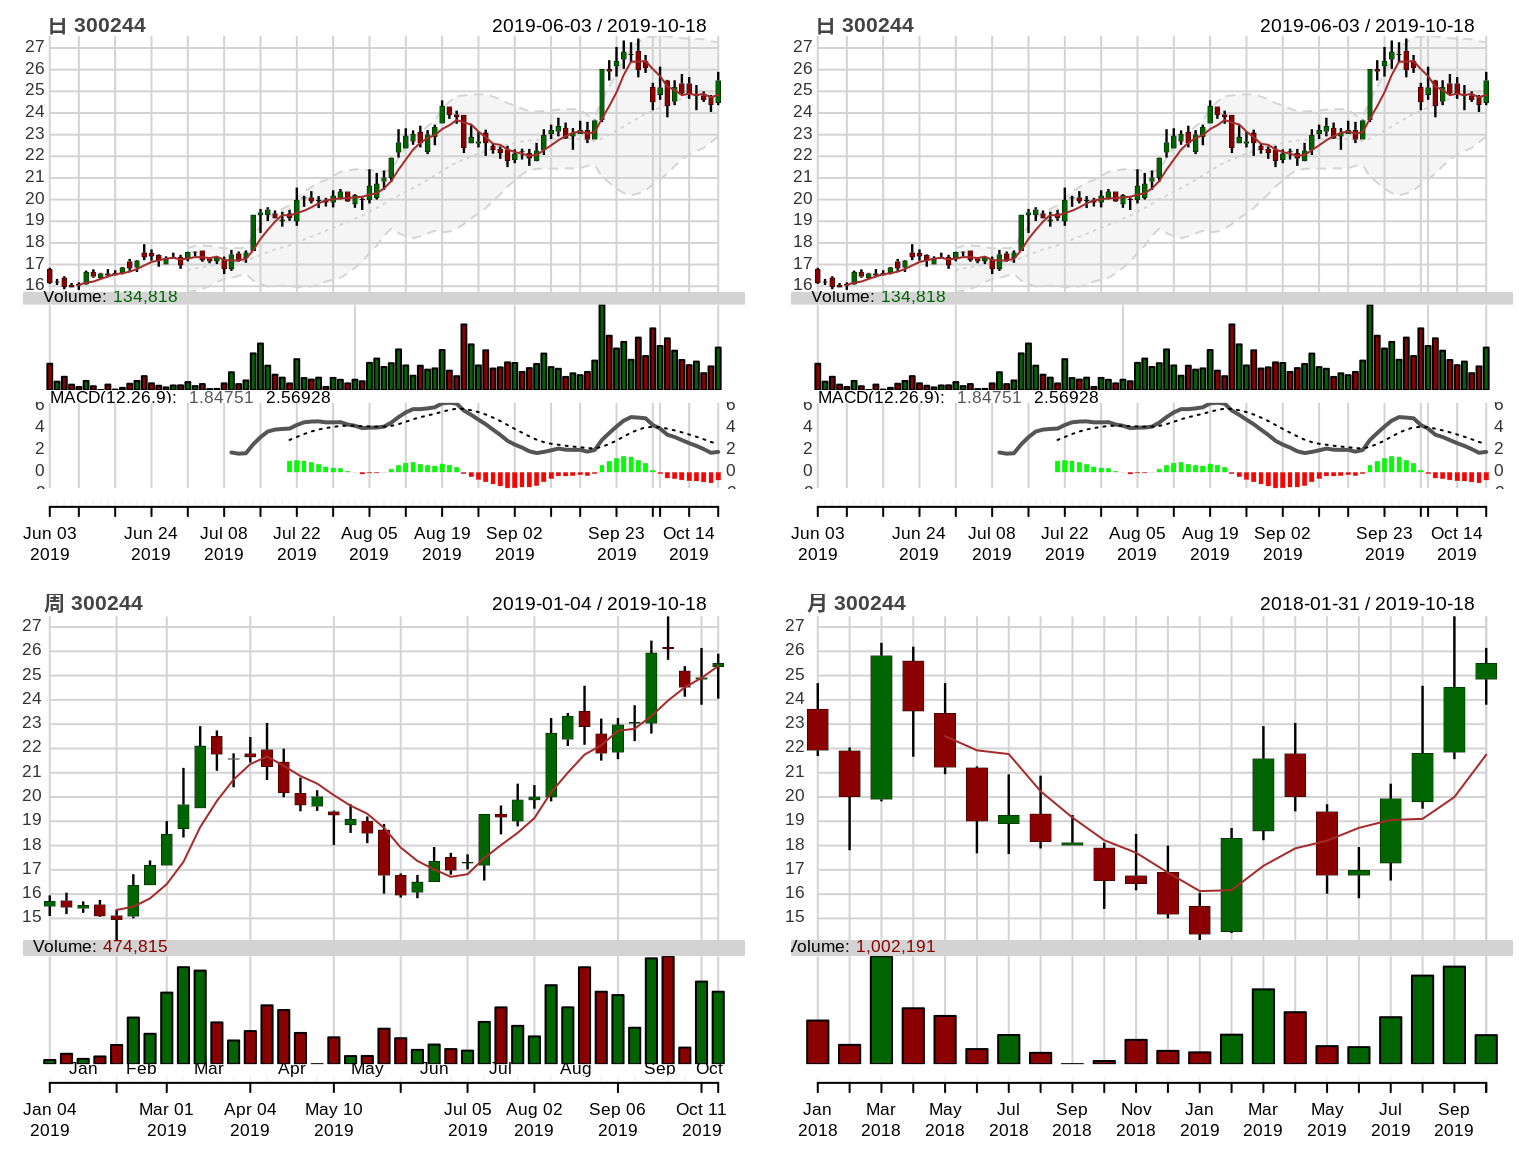 日 300244
2019-06-03 / 2019-10-18
27
26
25
24
23
22
21
20
19
18
17
16
Volume: 134,818
MACD(12,26,9): 1.84751 2.56928
6 6
4 4
2 2
0 0
Jun 03 2019
Jun 24 2019
Jul 08 2019
Jul 22 2019
Aug 05 2019
Aug 19 2019
Sep 02 2019
Sep 23 2019
Oct 14 2019
日 300244
2019-06-03 / 2019-10-18
27
26
25
24
23
22
21
20
19
18
17
16
Volume: 134,818
MACD(12,26,9): 1.84751 2.56928
6 6
4 4
2 2
0 0
Jun 03 2019
Jun 24 2019
Jul 08 2019
Jul 22 2019
Aug 05 2019
Aug 19 2019
Sep 02 2019
Sep 23 2019
Oct 14 2019
周 300244
2019-01-04 / 2019-10-18
27
26
25
24
23
22
21
20
19
18
17
16
15
Volume: 474,815
Jan Feb Mar Apr May Jun Jul Aug Sep Oct
Jan 04 2019
Mar 01 2019
Apr 04 2019
May 10 2019
Jul 05 2019
Aug 02 2019
Sep 06 2019
Oct 11 2019
月 300244
2018-01-31 / 2019-10-18
27
26
25
24
23
22
21
20
19
18
17
16
15
Volume: 1,002,191
Jan 2018
Mar 2018
May 2018
Jul 2018
Sep 2018
Nov 2018
Jan 2019
Mar 2019
May 2019
Jul 2019
Sep 2019